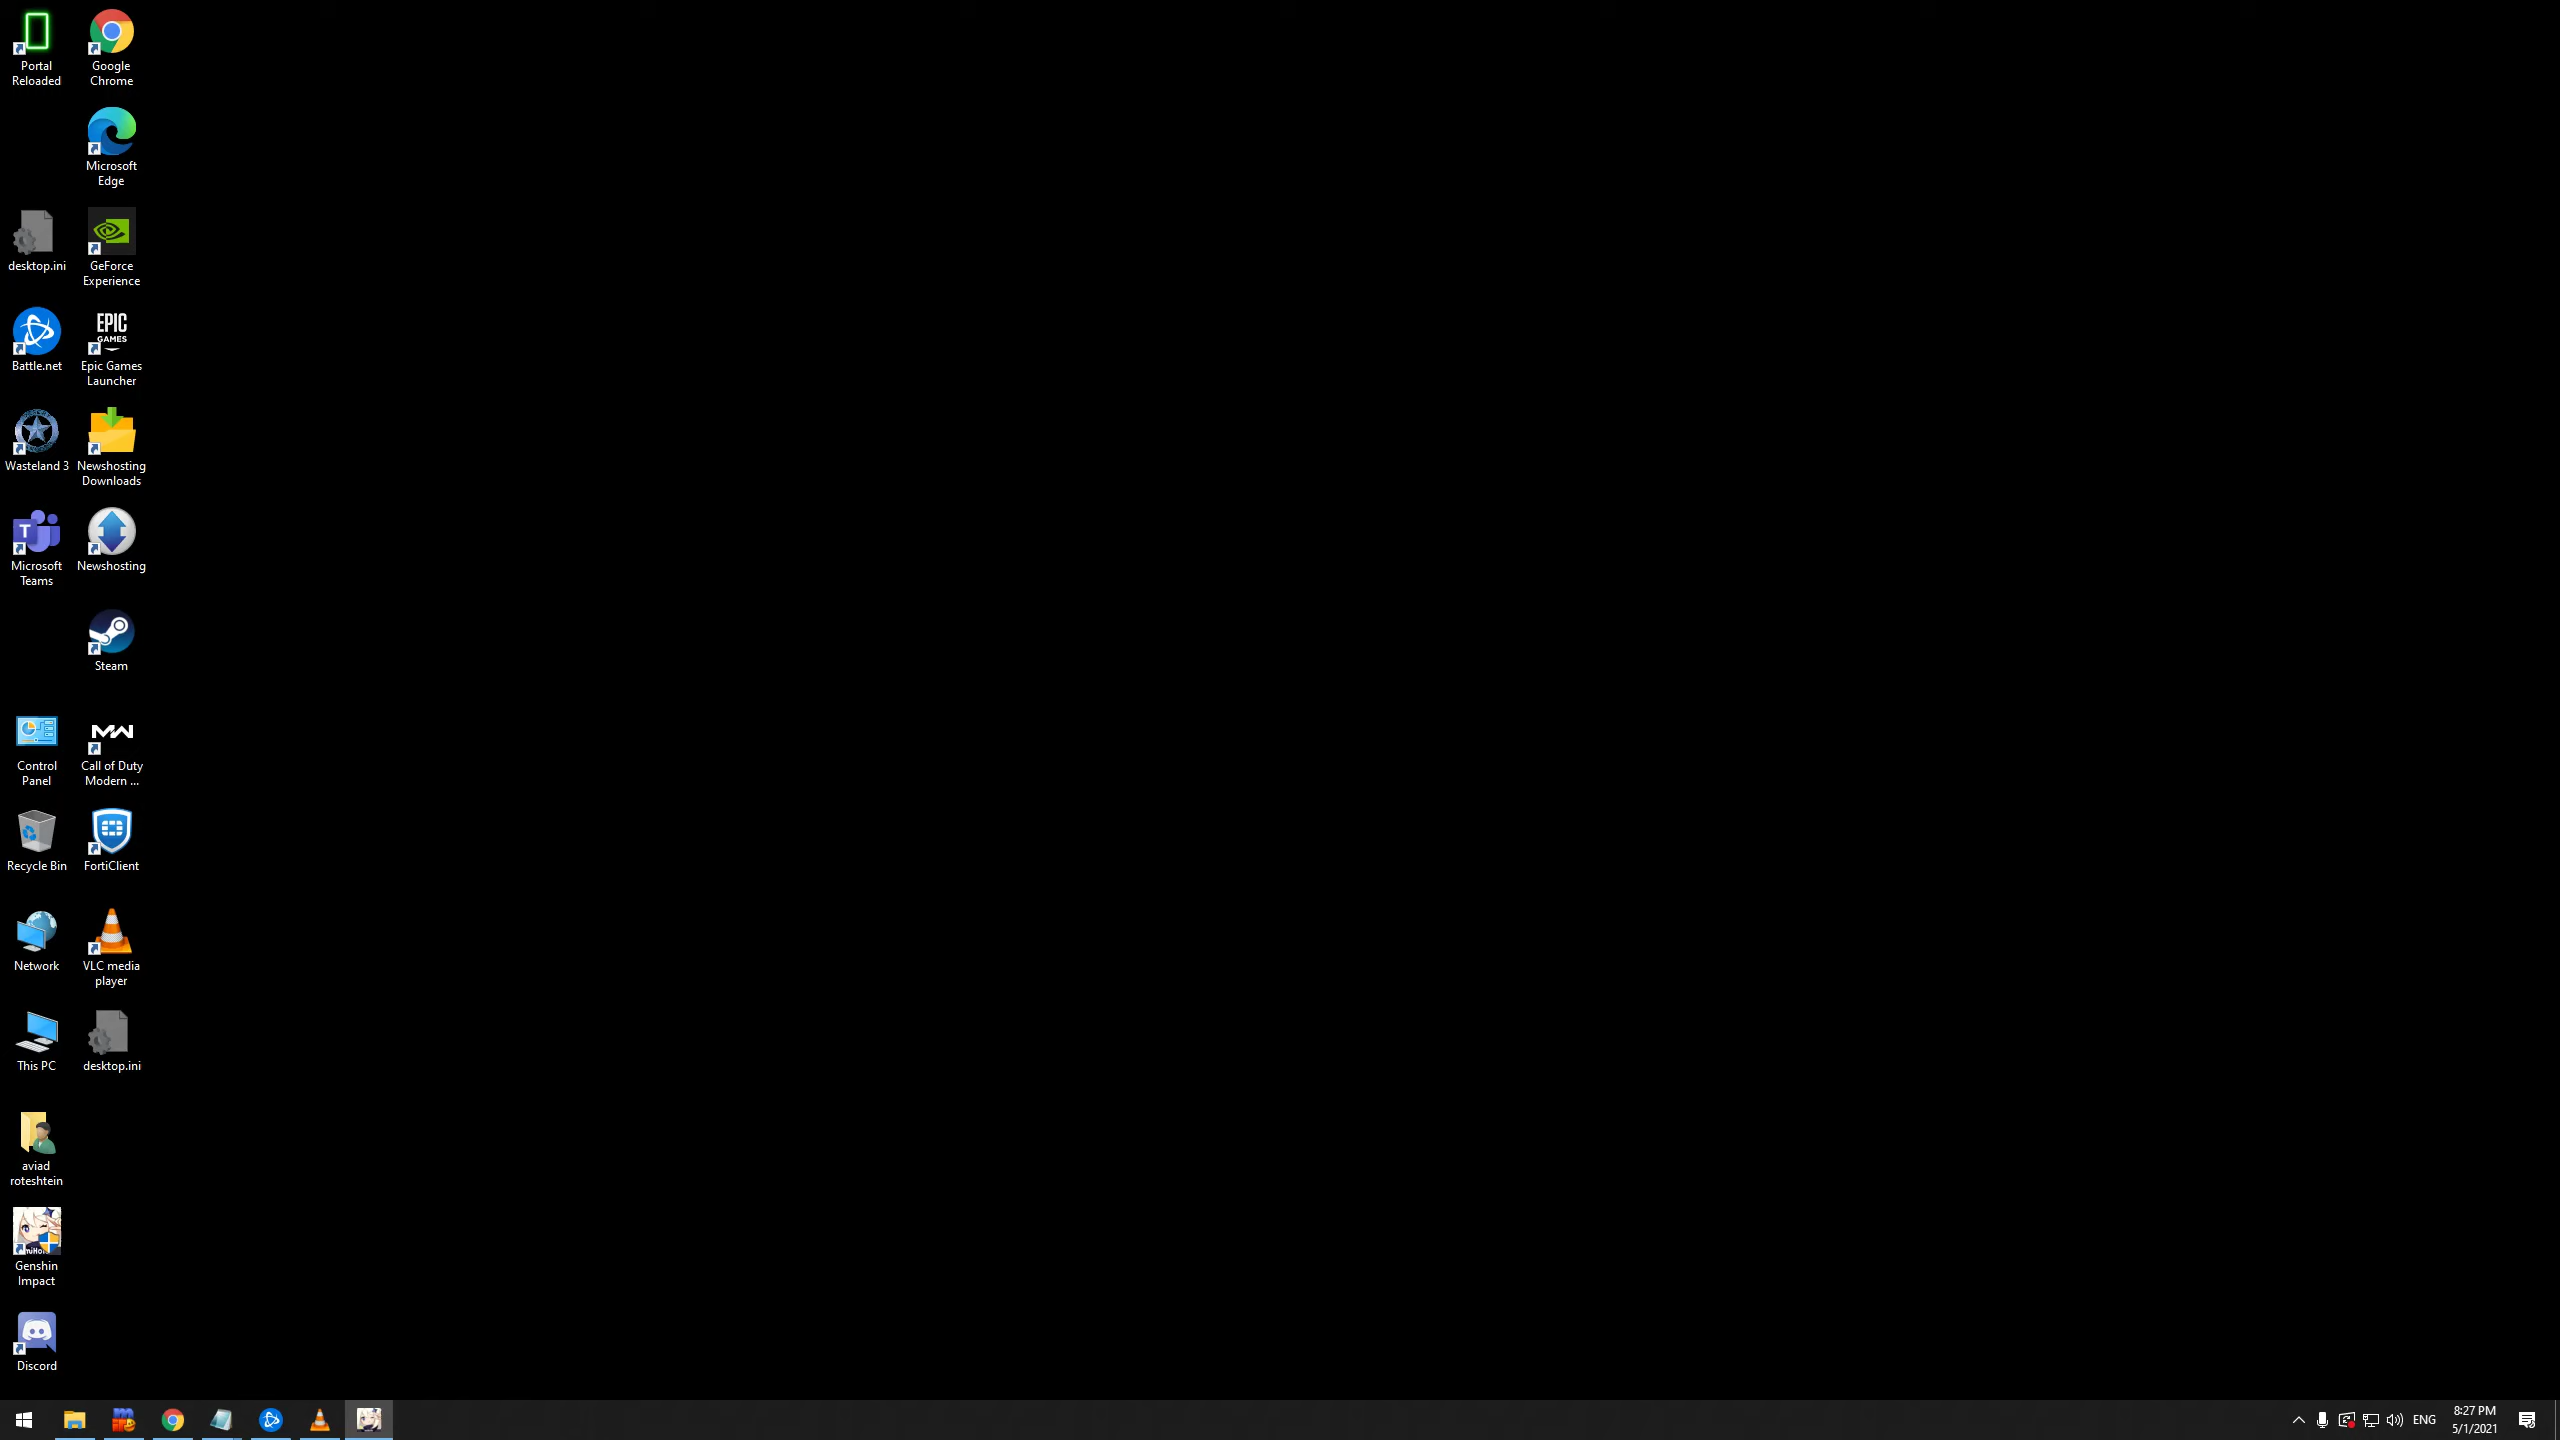 Portal
Reloaded
Google
Chrome
Microsoft
Edge
desktop.ini
GeForce
Experience
Battle.net
EPIC
GAMES
Epic Games
Launcher
Wasteland 3
Newshosting
Downloads
T
Microsoft
Teams
Newshosting
Steam
Control
Panel
MW
Call of Duty
Modern ...
Recycle Bin
FortiClient
Network
VLC media
player
This PC
desktop.ini
aviad
roteshtein
Genshin
Impact
Discord
ENG
8:27 PM
5/1/2021